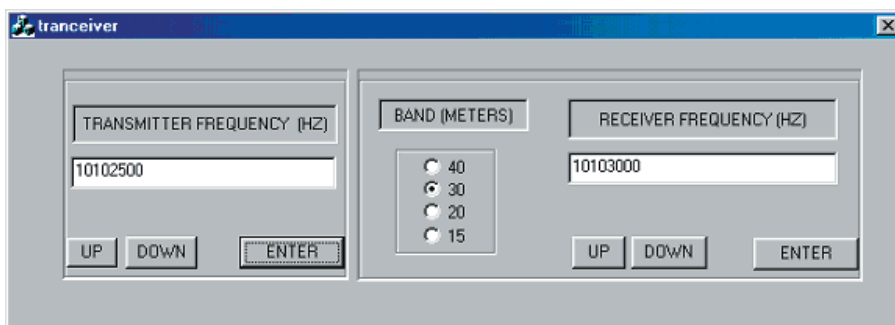 tranceiver
TRANSMITTER FREQUENCY (HZ)
10102500
UP DOWN ENTER
BAND (METERS)
40
30
20
15
RECEIVER FREQUENCY (HZ)
10103000
UP DOWN ENTER